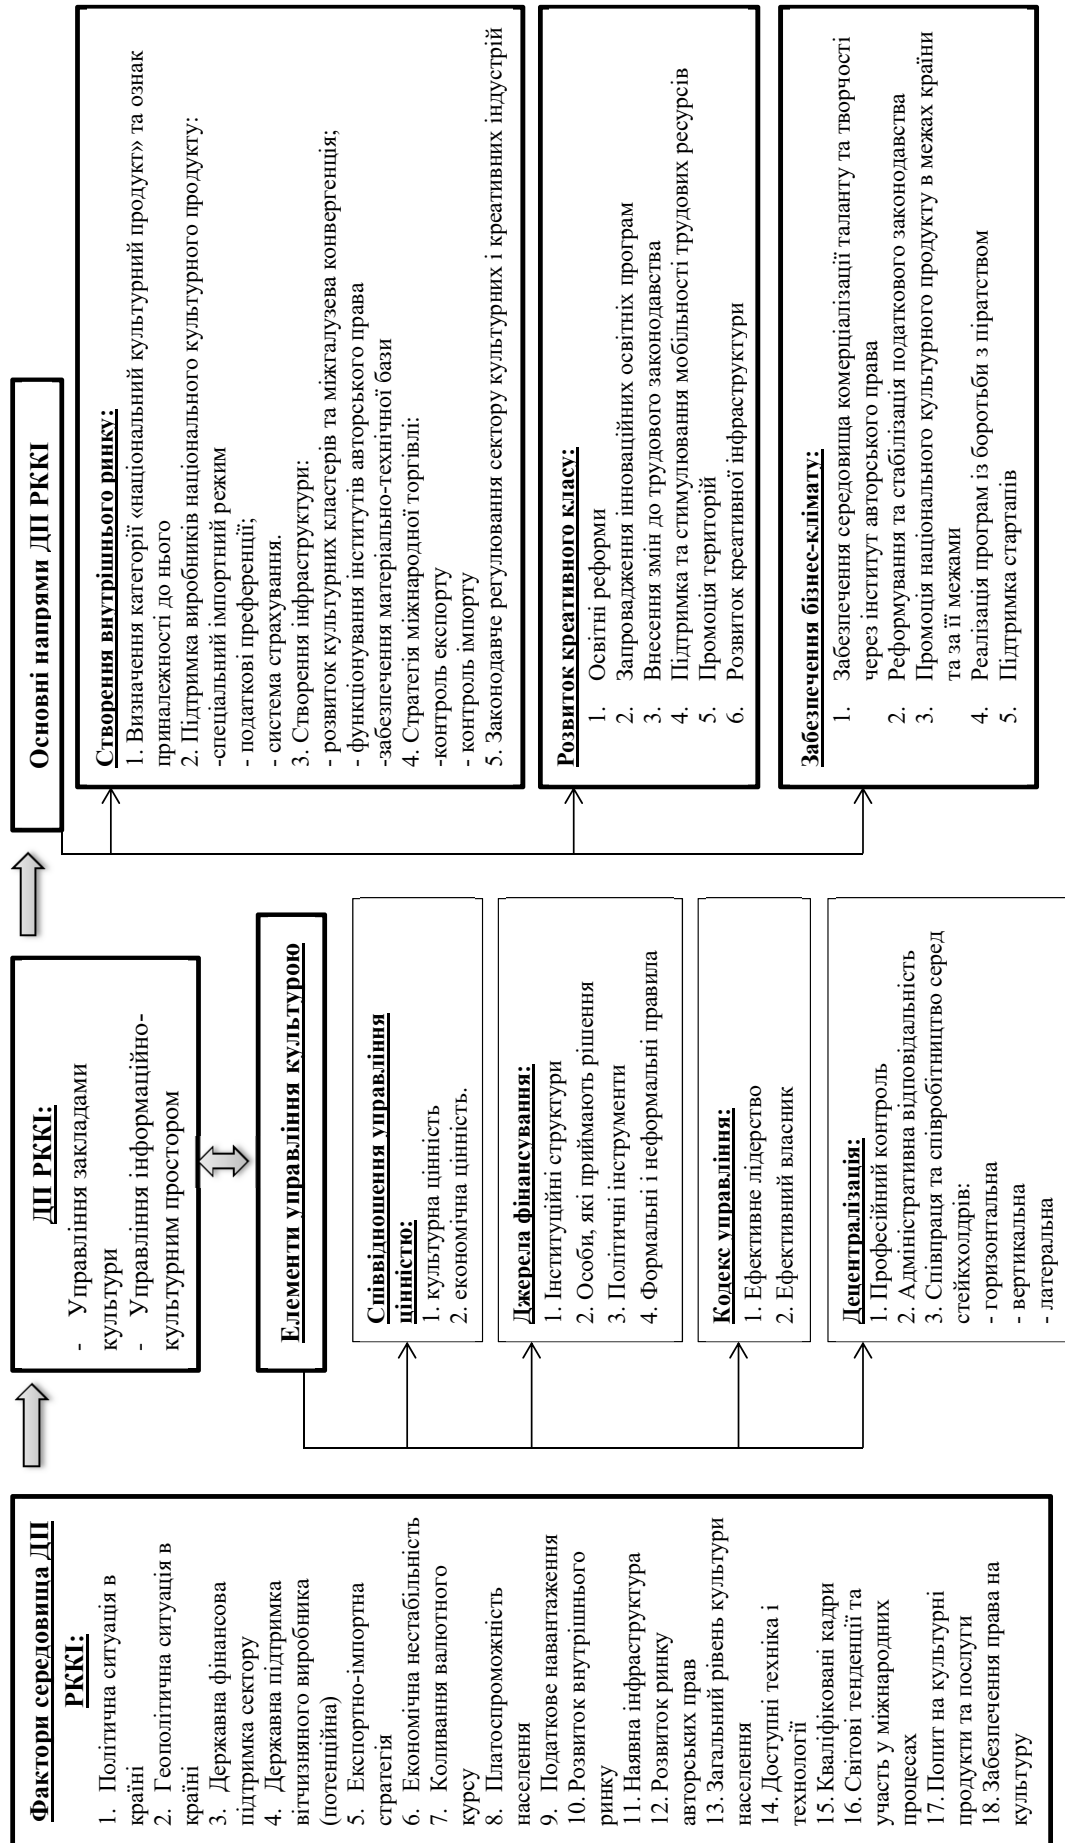 Фактори середовища ДП
РККІ:
1. Політична ситуація в
країні
2. Геополітична ситуація в
країні
3. Державна фінансова
підтримка сектору
4. Державна підтримка
вітчизняного виробника
(потенційна)
5. Експортно-імпортна
стратегія
6. Економічна нестабільність
7. Коливання валютного
курсу
8. Платоспроможність
населення
9. Податкове навантаження
10. Розвиток внутрішнього
ринку
11. Наявна інфраструктура
12. Розвиток ринку
авторських прав
13. Загальний рівень культури
населення
14. Доступні техніка і
технології
15. Кваліфіковані кадри
16. Світові тенденції та
участь у міжнародних
процесах
17. Попит на культурні
продукти та послуги
18. Забезпечення права на
культуру
ДП РККІ:
- Управління закладами
культури
- Управління інформаційно-
культурним простором
Елементи управління культурою
Співвідношення управління
цінністю:
1. культурна цінність
2. економічна цінність.
Джерела фінансування:
1. Інституційні структури
2. Особи, які приймають рішення
3. Політичні інструменти
4. Формальні і неформальні правила
Кодекс управління:
1. Ефективне лідерство
2. Ефективний власник
Децентралізація:
1. Професійний контроль
2. Адміністративна відповідальність
3. Співпраця та співробітництво серед
стейкхолдрів:
- горизонтальна
- вертикальна
- латеральна
Основні напрями ДП РККІ
Створення внутрішнього ринку:
1. Визначення категорії «національний культурний продукт» та ознак
приналежності до нього
2. Підтримка виробників національного культурного продукту:
-спеціальний імпортний режим
- податкові преференції;
- система страхування.
3. Створення інфраструктури:
- розвиток культурних кластерів та міжгалузева конвергенція;
- функціонування інститутів авторського права
-забезпечення матеріально-технічної бази
4. Стратегія міжнародної торгівлі:
-контроль експорту
- контроль імпорту
5. Законодавче регулювання сектору культурних і креативних індустрій
Розвиток креативного класу:
1. Освітні реформи
2. Запровадження інноваційних освітніх програм
3. Внесення змін до трудового законодавства
4. Підтримка та стимулювання мобільності трудових ресурсів
5. Промоція територій
6. Розвиток креативної інфраструктури
Забезпечення бізнес-клімату:
1. Забезпечення середовища комерціалізації таланту та творчості
через інститут авторського права
2. Реформування та стабілізація податкового законодавства
3. Промоція національного культурного продукту в межах країни
та за її межами
4. Реалізація програм із боротьби з піратством
5. Підтримка стартапів